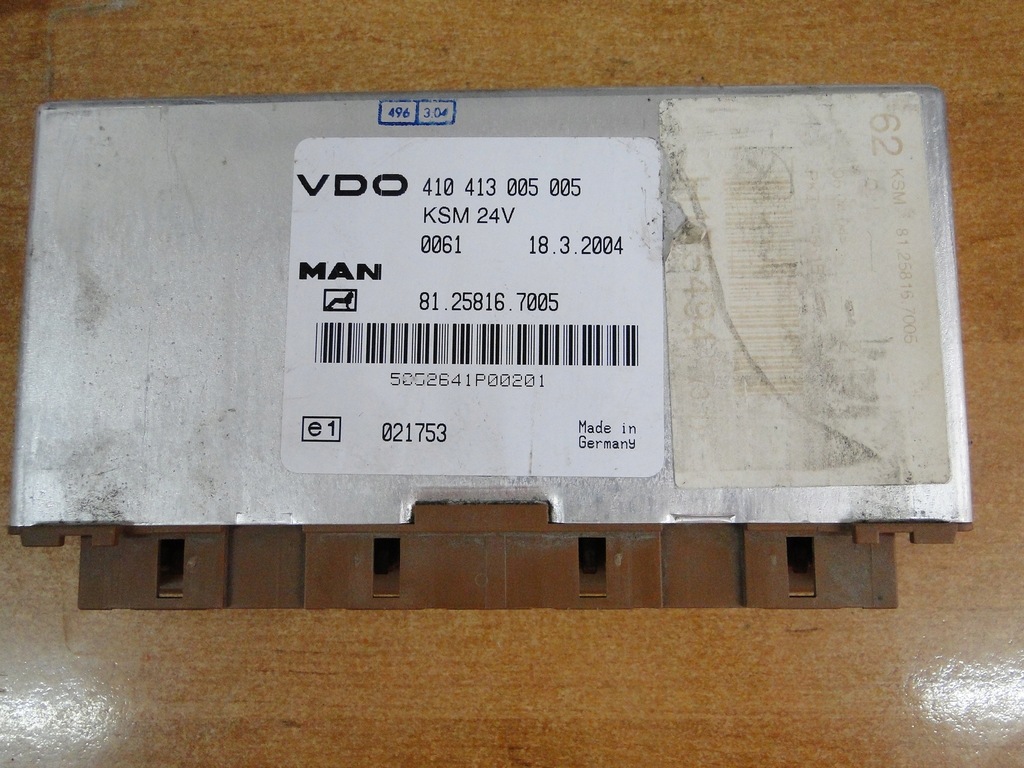 496 3.04
VDO 410 413 005 005
KSM 24V
0061 18.3.2004
MAN
81.25816.7005
5852641P00201
e1 021753
Made in
Germany
62 KSM 81.25816.7005